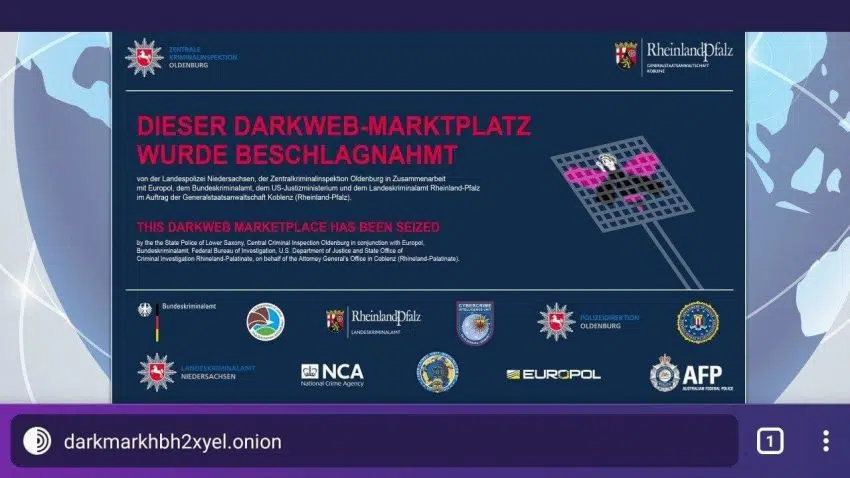 ZENTRALE
KRIMINALINSPEKTION
OLDENBURG
RheinlandPfalz
GENERALSTAATSANWALTSCHAFT
KOBLENZ
DIESER DARKWEB-MARKTPLATZ
WURDE BESCHLAGNAHMT
von der Landespolizei Niedersachsen, der Zentralkriminalinspektion Oldenburg in Zusammenarbeit
mit Europol, dem Bundeskriminalamt, dem US-Justizministerium und dem Landeskriminalamt Rheinland-Pfalz
im Auftrag der Generalstaatsanwaltschaft Koblenz (Rheinland-Pfalz).
THIS DARKWEB MARKETPLACE HAS BEEN SEIZED
by the the State Police of Lower Saxony, Central Criminal Inspection Oldenburg in conjunction with Europol,
Bundeskriminalamt, Federal Bureau of Investigation, U.S. Department of Justice and State Office of
Criminal Investigation Rhineland-Palatinate, on behalf of the Attorney General's Office in Coblenz (Rhineland-Palatinate).
Bundeskriminalamt
RheinlandPfalz
LANDESKRIMINALAMT
CYBERCRIME
POLIZEIDIREKTION
OLDENBURG
LANDESKRIMINALAMT
NIEDERSACHSEN
NCA
National Crime Agency
EUROPOL
AFP
AUSTRALIAN FEDERAL POLICE
darkmarkhbh2xyel.onion
1